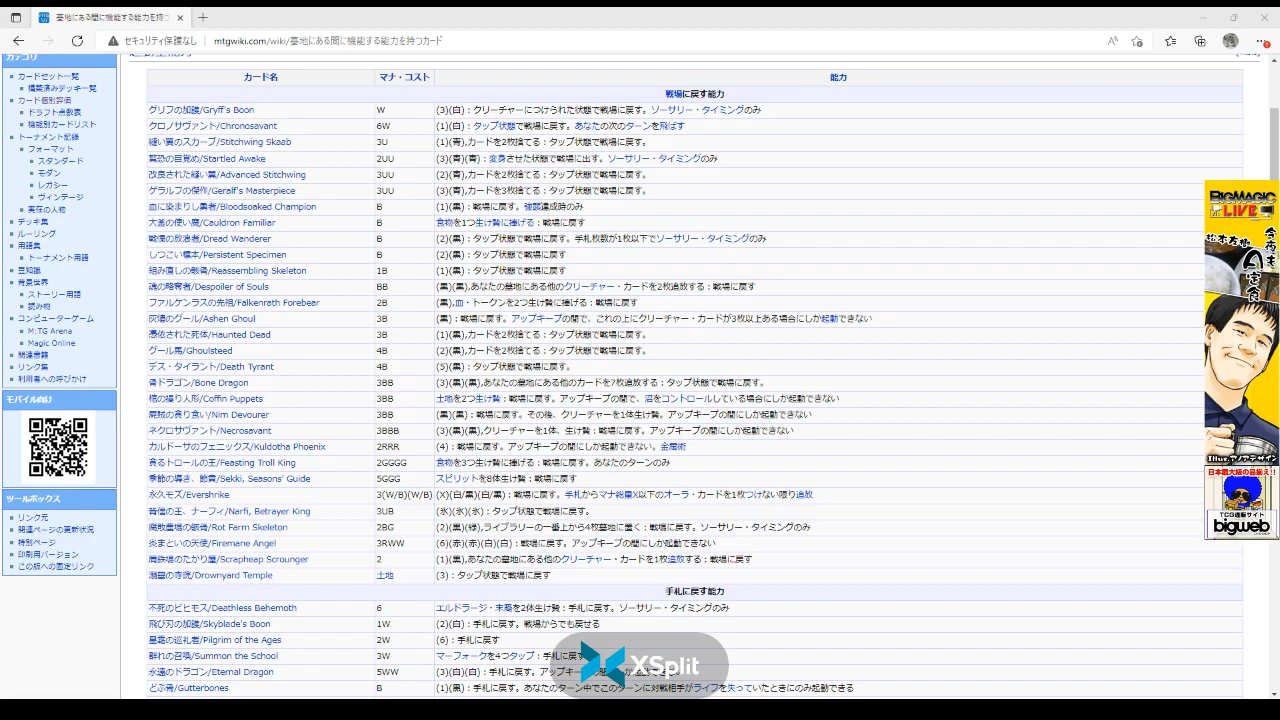 墓地にある間に機能する能力を持つ
セキュリティ保護なし
mtgwiki.com/wiki/墓地にある間に機能する能力を持つカード
カテゴリ
カードセット一覧
構築済みデッキ一覧
カード個別評価
ドラフト点数表
機能別カードリスト
トーナメント記録
フォーマット
スタンダード
モダン
レガシー
ヴィンテージ
実在の人物
デッキ集
ルーリング
用語集
トーナメント用語
豆知識
背景世界
ストーリー用語
読み物
コンピューターゲーム
M:TG Arena
Magic Online
関連書籍
リンク集
利用者への呼びかけ
モバイル向け
ツールボックス
リンク元
関連ページの更新状況
特別ページ
印刷用バージョン
この版への固定リンク
カード名 マナ・コスト 能力
戦場に戻す能力
グリフの加護/Gryff's Boon W (3)(白)：クリーチャーにつけられた状態で戦場に戻す。ソーサリー・タイミングのみ
クロノサヴァント/Chronosavant 6W (1)(白)：タップ状態で戦場に戻す。あなたの次のターンを飛ばす
縫い翼のスカーブ/Stitchwing Skaab 3U (1)(青),カードを2枚捨てる：タップ状態で戦場に戻す。
驚恐の目覚め/Startled Awake 2UU (3)(青)(青)：変身させた状態で戦場に出す。ソーサリー・タイミングのみ
改良された縫い翼/Advanced Stitchwing 3UU (2)(青),カードを2枚捨てる：タップ状態で戦場に戻す。
ゲラルフの傑作/Geralf's Masterpiece 3UU (3)(青),カードを3枚捨てる：タップ状態で戦場に戻す。
血に染まりし勇者/Bloodsoaked Champion B (1)(黒)：戦場に戻す。強襲達成時のみ
大釜の使い魔/Cauldron Familiar B 食物を1つ生け贄に捧げる：戦場に戻す
戦慄の放浪者/Dread Wanderer B (2)(黒)：タップ状態で戦場に戻す。手札枚数が1枚以下でソーサリー・タイミングのみ
しつこい標本/Persistent Specimen B (2)(黒)：タップ状態で戦場に戻す
組み直しの骸骨/Reassembling Skeleton 1B (1)(黒)：タップ状態で戦場に戻す
魂の略奪者/Despoiler of Souls BB (黒)(黒),あなたの墓地にある他のクリーチャー・カードを2枚追放する：戦場に戻す
ファルケンラスの先祖/Falkenrath Forebear 2B (黒),血・トークンを2つ生け贄に捧げる：戦場に戻す
灰燼のグール/Ashen Ghoul 3B (黒)：戦場に戻す。アップキープの間で、これの上にクリーチャー・カードが3枚以上ある場合にしか起動できない
憑依された死体/Haunted Dead 3B (1)(黒),カードを2枚捨てる：タップ状態で戦場に戻す。
グール馬/Ghoulsteed 4B (2)(黒),カードを2枚捨てる：タップ状態で戦場に戻す。
デス・タイラント/Death Tyrant 4B (5)(黒)：タップ状態で戦場に戻す。
骨ドラゴン/Bone Dragon 3BB (3)(黒)(黒),あなたの墓地にある他のカードを7枚追放する：タップ状態で戦場に戻す。
棺の操り人形/Coffin Puppets 3BB 土地を2つ生け贄：戦場に戻す。アップキープの間に、沼をコントロールしている場合にしか起動できない
屍賊の貪り食い/Nim Devourer 3BB (黒)(黒)：戦場に戻す。その後、クリーチャーを1体生け贄。アップキープの間にしか起動できない
ネクロサヴァント/Necrosavant 3BBB (3)(黒)(黒),クリーチャーを1体、生け贄：戦場に戻す。アップキープの間にしか起動できない
カルドーサのフェニックス/Kuldotha Phoenix 2RRR (4)：戦場に戻す。アップキープの間にしか起動できない。金属術
貪るトロールの王/Feasting Troll King 2GGGG 食物を3つ生け贄に捧げる：戦場に戻す。あなたのターンのみ
季節の導き、節貴/Sekki, Seasons' Guide 5GGG スピリットを8体生け贄：戦場に戻す
永久モズ/Evershrike 3(W/B)(W/B) (X)(白/黒)(白/黒)：戦場に戻す。手札からマナ総量X以下のオーラ・カードを1枚つけない限り追放
背信の王、ナーフィ/Narfi, Betrayer King 3UB (氷)(氷)(氷)：タップ状態で戦場に戻す。
腐敗農場の骸骨/Rot Farm Skeleton 2BG (2)(黒)(緑),ライブラリーの一番上から4枚墓地に置く：戦場に戻す。ソーサリー・タイミングのみ
炎まといの天使/Firemane Angel 3RWW (6)(赤)(赤)(白)(白)：戦場に戻す。アップキープの間にしか起動できない
屑鉄場のたかり屋/Scrapheap Scrounger 2 (1)(黒),あなたの墓地にある他のクリーチャー・カードを1枚追放する：戦場に戻す
溺墓の寺院/Drownyard Temple 土地 (3)：タップ状態で戦場に戻す
手札に戻す能力
不死のビヒモス/Deathless Behemoth 6 エルドラージ・末裔を2体生け贄：手札に戻す。ソーサリー・タイミングのみ
飛び刃の加護/Skyblade's Boon 1W (2)(白)：手札に戻す。戦場からでも戻せる
星霜の巡礼者/Pilgrim of the Ages 2W (6)：手札に戻す
群れの召喚/Summon the School 3W マーフォークを4つタップ：手札に戻す
永遠のドラゴン/Eternal Dragon 5WW (3)(白)(白)：手札に戻す。アップキープ
どぶ骨/Gutterbones B (1)(黒)：手札に戻す。あなたのターン中でこのターンに対戦相手がライフを失っていたときにのみ起動できる
XSplit
BIGMAGIC
LIVE
今夜も
松本友樹
A定食
Illust.アノアデザイン
日本最大級の品揃え!
TCG通販サイト
bigweb